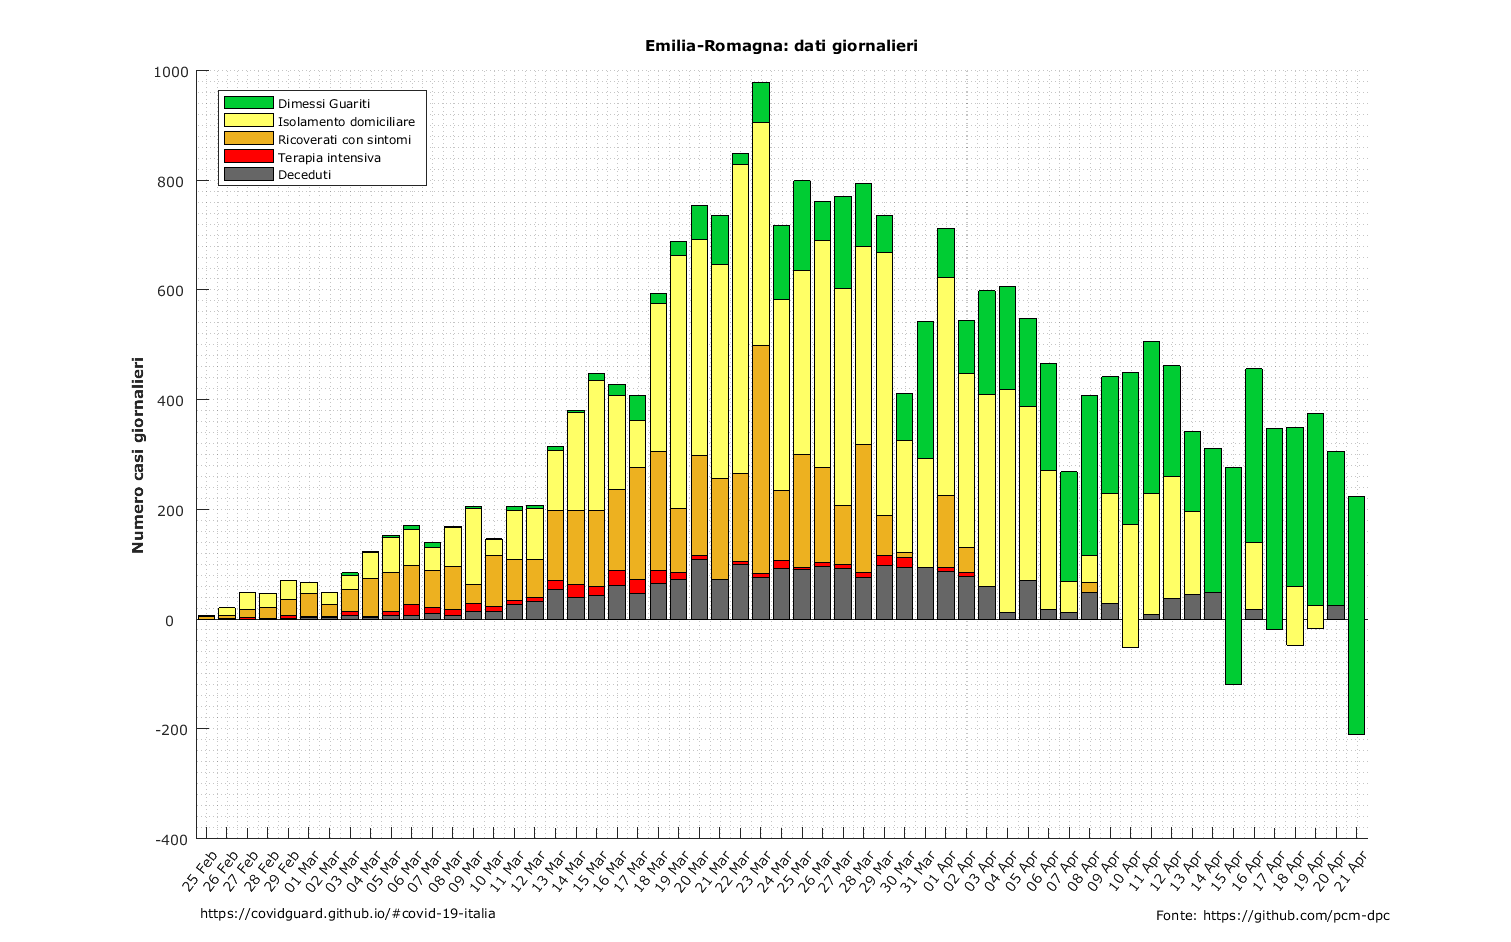 Emilia-Romagna: dati giornalieri
1000
800
600
400
200
0
-200
-400
Numero casi giornalieri
Dimessi Guariti
Isolamento domiciliare
Ricoverati con sintomi
Terapia intensiva
Deceduti
25 Feb
26 Feb
27 Feb
28 Feb
29 Feb
01 Mar
02 Mar
03 Mar
04 Mar
05 Mar
06 Mar
07 Mar
08 Mar
09 Mar
10 Mar
11 Mar
12 Mar
13 Mar
14 Mar
15 Mar
16 Mar
17 Mar
18 Mar
19 Mar
20 Mar
21 Mar
22 Mar
23 Mar
24 Mar
25 Mar
26 Mar
27 Mar
28 Mar
29 Mar
30 Mar
31 Mar
01 Apr
02 Apr
03 Apr
04 Apr
05 Apr
06 Apr
07 Apr
08 Apr
09 Apr
10 Apr
11 Apr
12 Apr
13 Apr
14 Apr
15 Apr
16 Apr
17 Apr
18 Apr
19 Apr
20 Apr
21 Apr
https://covidguard.github.io/#covid-19-italia
Fonte: https://github.com/pcm-dpc